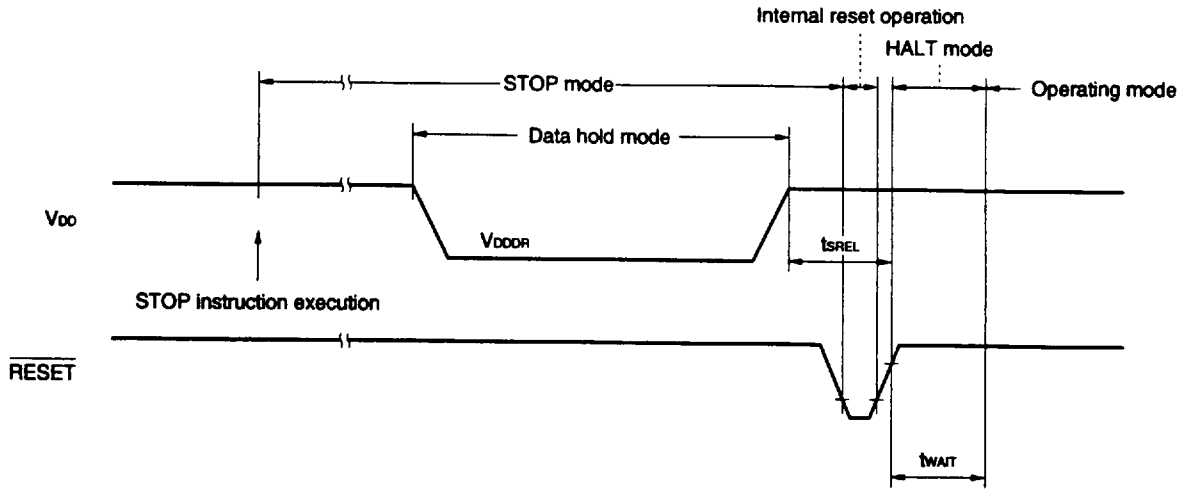 Internal reset operation
HALT mode
STOP mode
Operating mode
Data hold mode
VDD
VDDDR
tSREL
STOP instruction execution
RESET
tWAIT